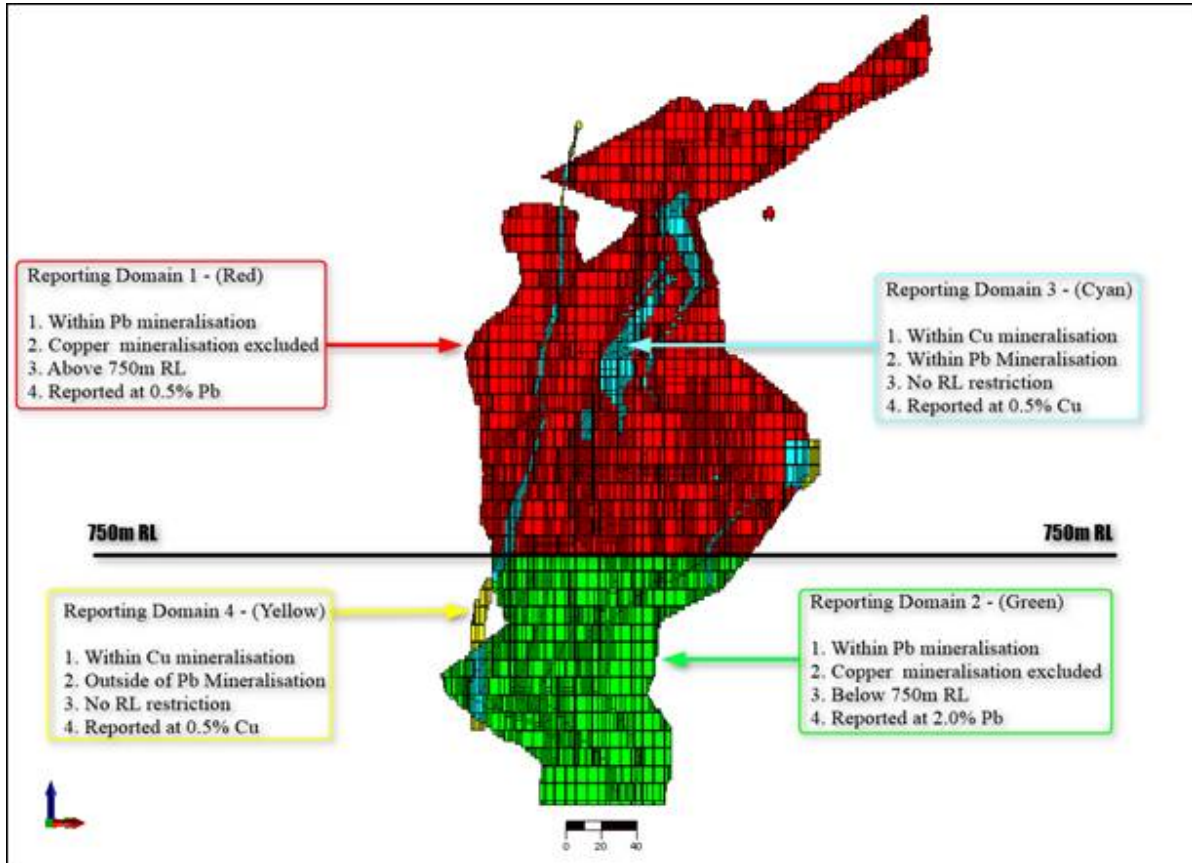 Reporting Domain 1 - (Red)
1. Within Pb mineralisation
2. Copper mineralisation excluded
3. Above 750m RL
4. Reported at 0.5% Pb
Reporting Domain 3 - (Cyan)
1. Within Cu mineralisation
2. Within Pb Mineralisation
3. No RL restriction
4. Reported at 0.5% Cu
750m RL
750m RL
Reporting Domain 4 - (Yellow)
1. Within Cu mineralisation
2. Outside of Pb Mineralisation
3. No RL restriction
4. Reported at 0.5% Cu
Reporting Domain 2 - (Green)
1. Within Pb mineralisation
2. Copper mineralisation excluded
3. Below 750m RL
4. Reported at 2.0% Pb
0 20 40